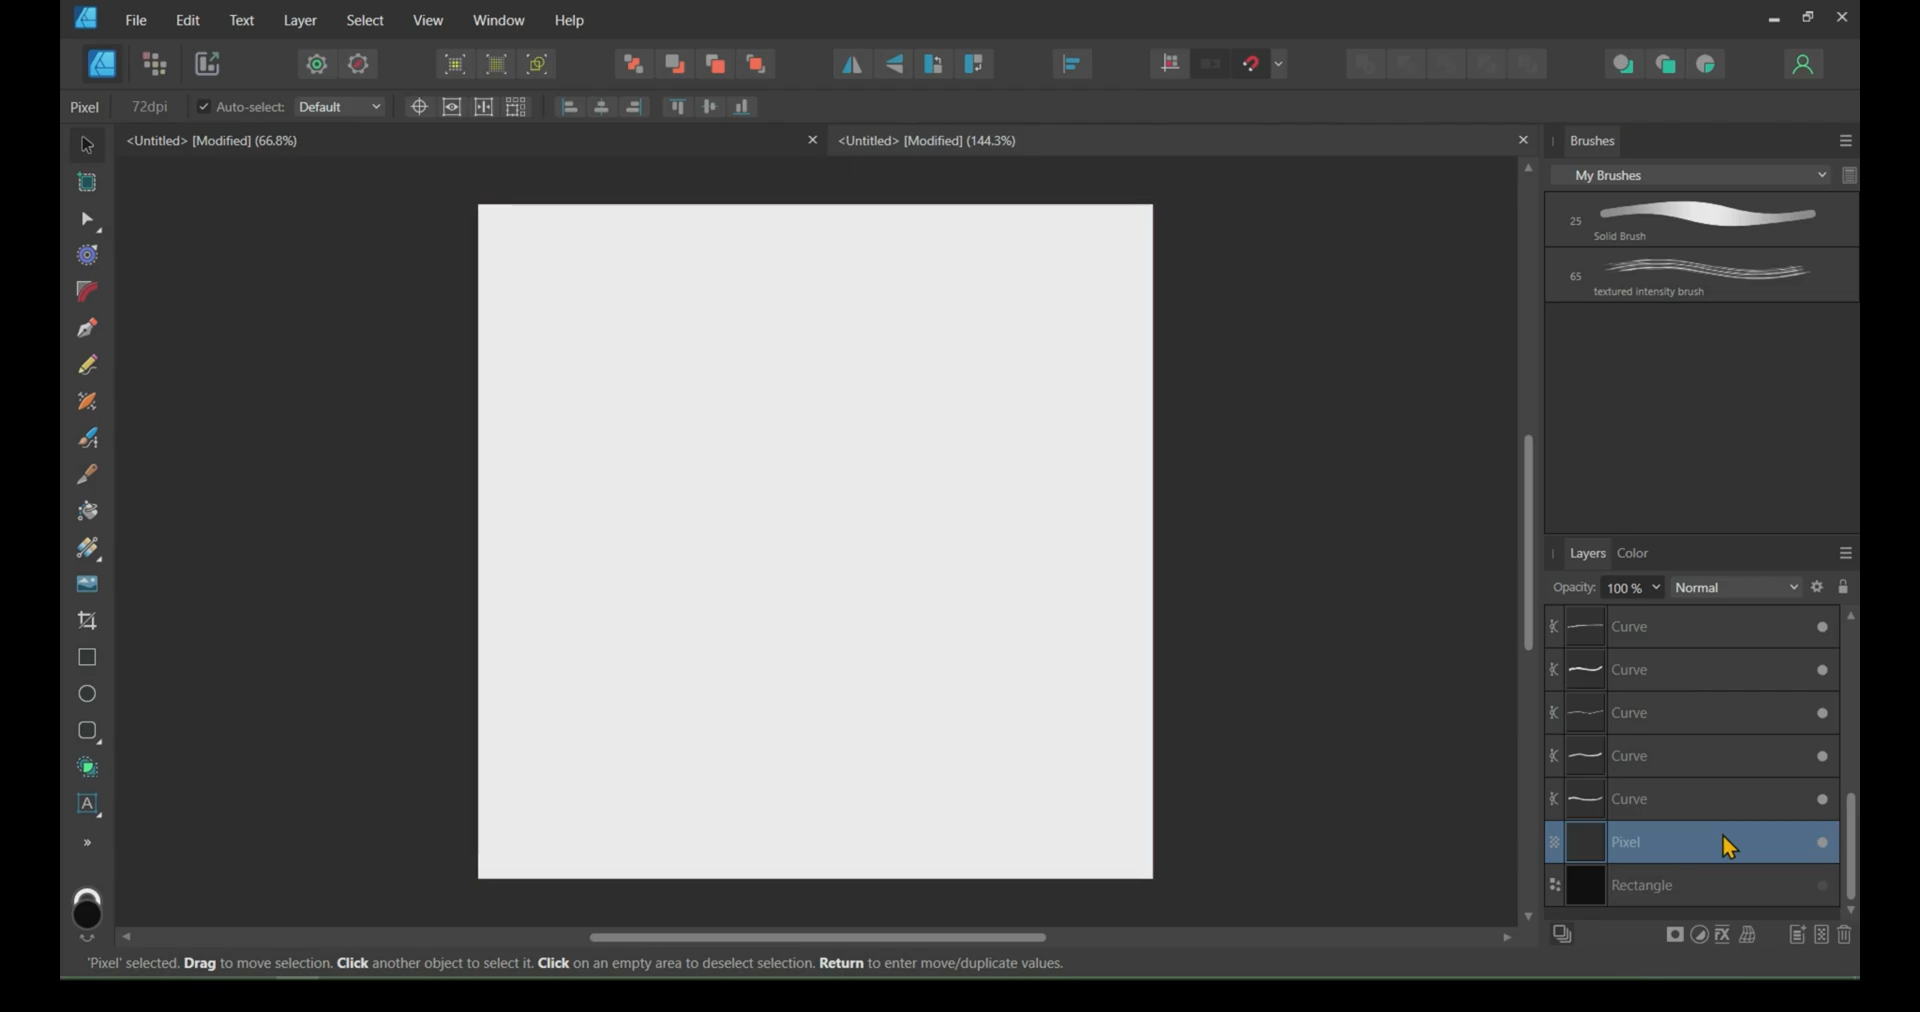 File Edit Text Layer Select View Window Help
Pixel 72dpi Auto-select: Default
<Untitled> [Modified] (66.8%) <Untitled> [Modified] (144.3%)
Brushes
My Brushes
25
Solid Brush
65
textured intensity brush
Layers Color
Opacity: 100 % Normal
Curve
Curve
Curve
Curve
Curve
Pixel
Rectangle
'Pixel' selected. Drag to move selection. Click another object to select it. Click on an empty area to deselect selection. Return to enter move/duplicate values.